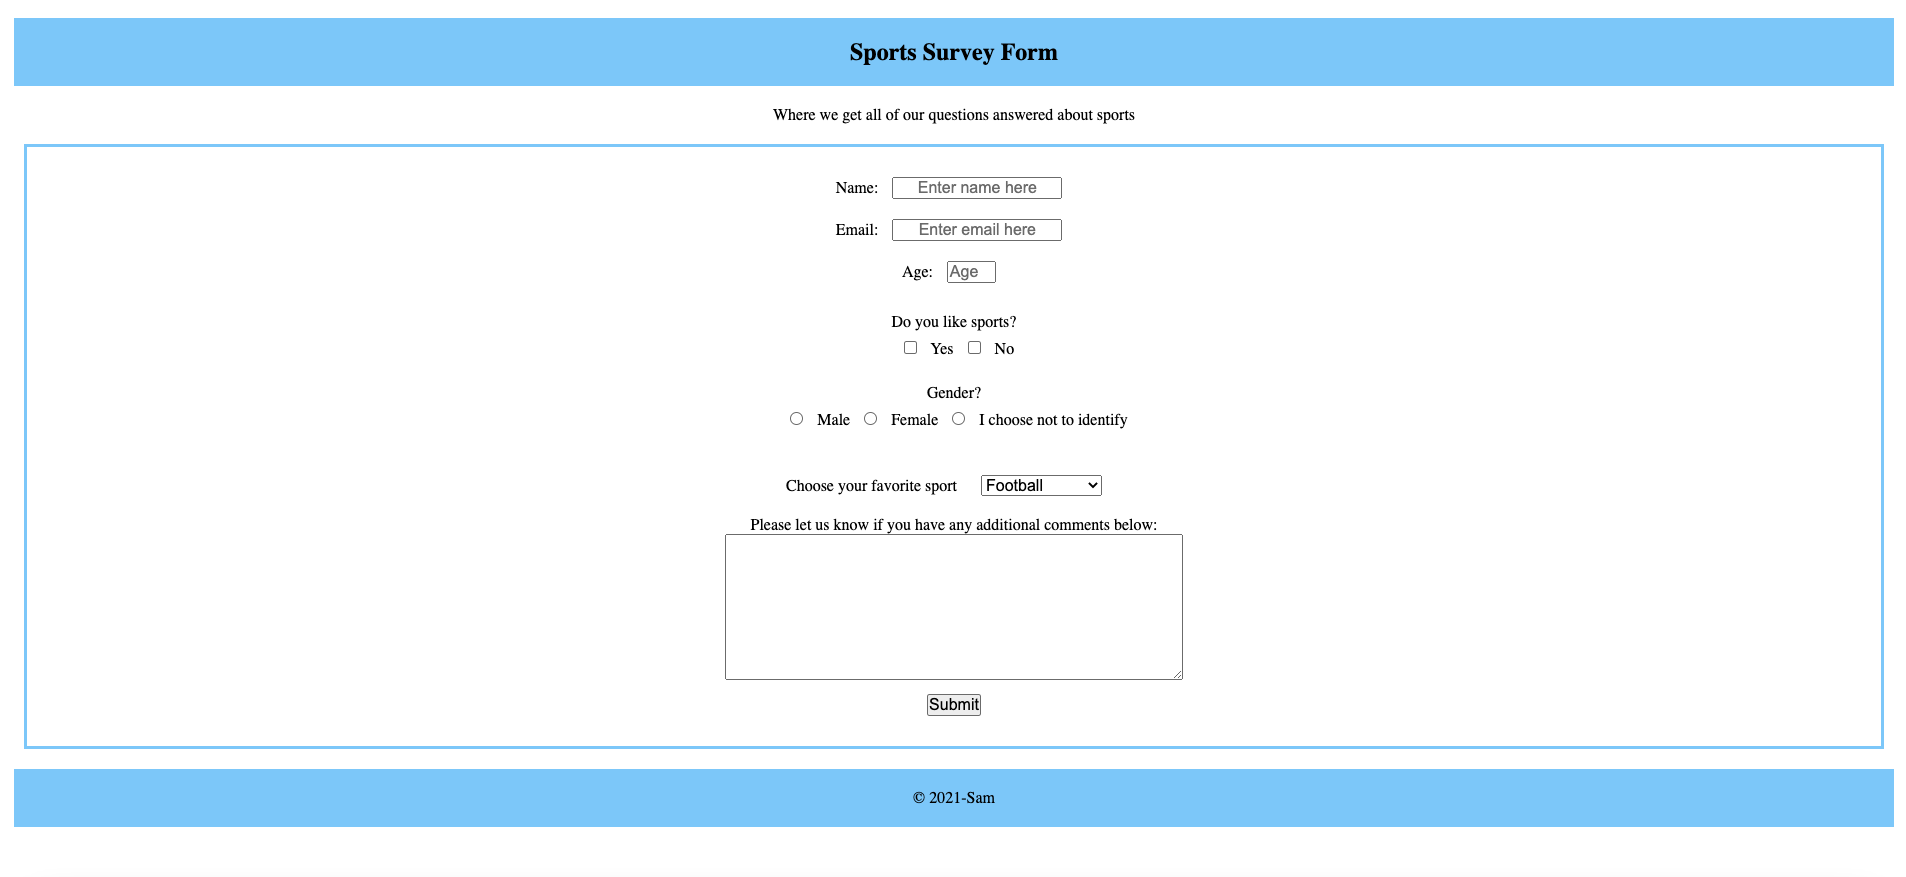 Sports Survey Form
Where we get all of our questions answered about sports
Name: Enter name here
Email: Enter email here
Age: Age
Do you like sports?
Yes No
Gender?
Male Female I choose not to identify
Choose your favorite sport Football
Please let us know if you have any additional comments below:
Submit
© 2021-Sam